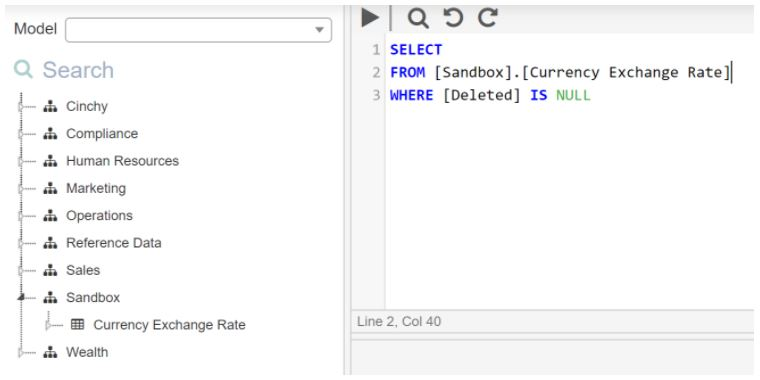 Model
Search
Cinchy
Compliance
Human Resources
Marketing
Operations
Reference Data
Sales
Sandbox
Currency Exchange Rate
Wealth
1 SELECT
2 FROM [Sandbox].[Currency Exchange Rate]
3 WHERE [Deleted] IS NULL
Line 2, Col 40